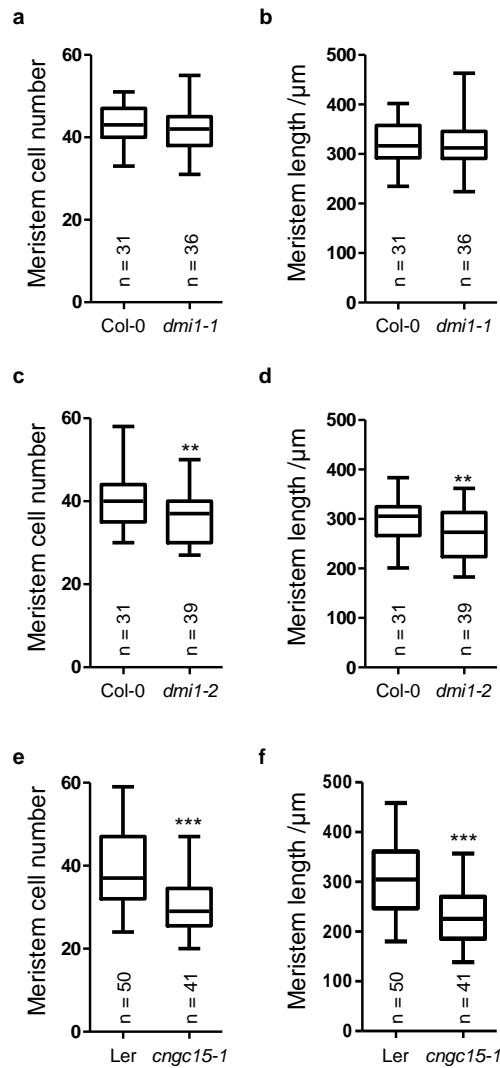 a
Meristem cell number
60
40
20
0
n = 31
n = 36
Col-0 dmi1-1
b
Meristem length /µm
500
400
300
200
100
0
n = 31
n = 36
Col-0 dmi1-1
c
Meristem cell number
60
40
20
0
**
n = 31
n = 39
Col-0 dmi1-2
d
Meristem length /µm
500
400
300
200
100
0
**
n = 31
n = 39
Col-0 dmi1-2
e
Meristem cell number
60
40
20
0
***
n = 50
n = 41
Ler cngc15-1
f
Meristem length /µm
500
400
300
200
100
0
***
n = 50
n = 41
Ler cngc15-1